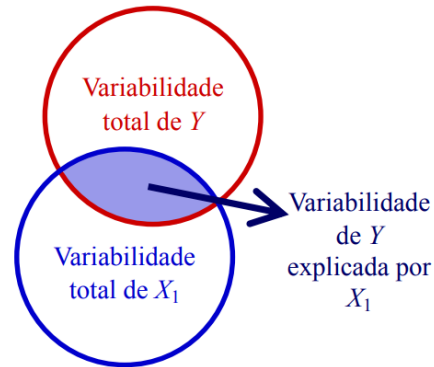 Variabilidade
total de Y
Variabilidade
de Y
explicada por
X₁
Variabilidade
total de X₁